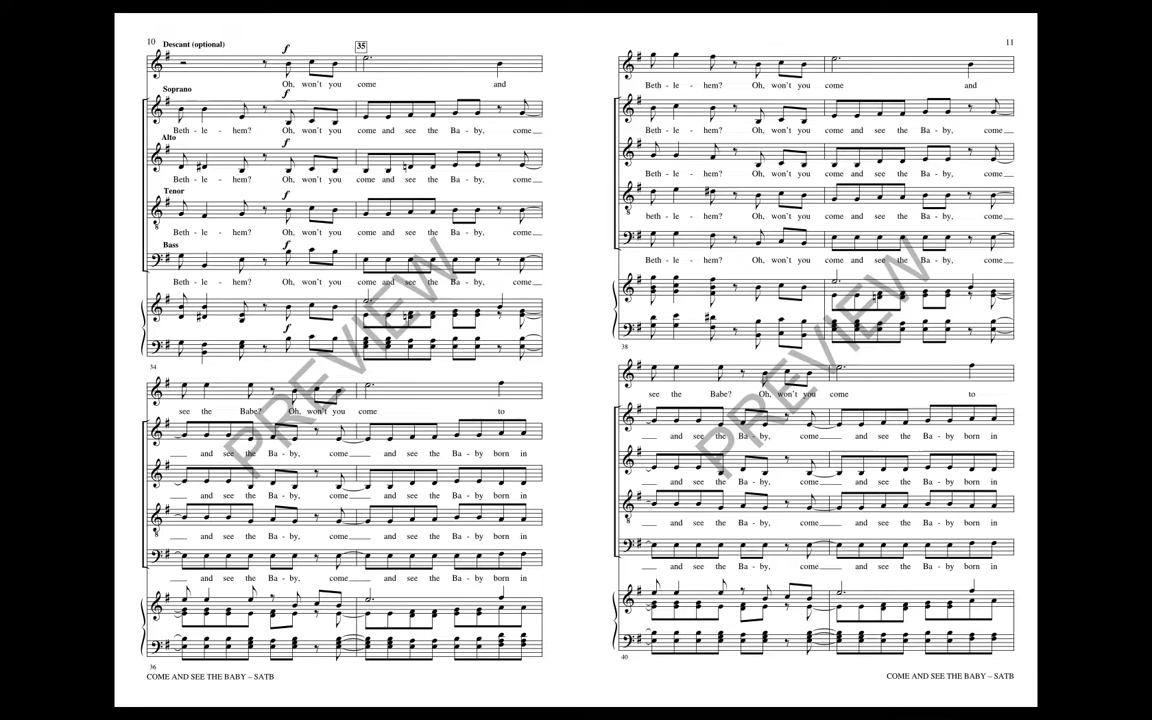 10
Descant (optional)
f
35
Oh, won't you come and
Soprano
f
Beth - le - hem? Oh, won't you come and see the Ba - by, come
Alto
f
Beth - le - hem? Oh, won't you come and see the Ba - by, come
Tenor
f
Beth - le - hem? Oh, won't you come and see the Ba - by, come
Bass
f
Beth - le - hem? Oh, won't you come and see the Ba - by, come
f
34
see the Babe? Oh, won't you come to
and see the Ba - by, come and see the Ba - by born in
and see the Ba - by, come and see the Ba - by born in
and see the Ba - by, come and see the Ba - by born in
and see the Ba - by, come and see the Ba - by born in
36
COME AND SEE THE BABY – SATB
PREVIEW
11
Beth - le - hem? Oh, won't you come and
Beth - le - hem? Oh, won't you come and see the Ba - by, come
Beth - le - hem? Oh, won't you come and see the Ba - by, come
beth - le - hem? Oh, won't you come and see the Ba - by, come
Beth - le - hem? Oh, won't you come and see the Ba - by, come
38
see the Babe? Oh, won't you come to
and see the Ba - by, come and see the Ba - by born in
and see the Ba - by, come and see the Ba - by born in
and see the Ba - by, come and see the Ba - by born in
and see the Ba - by, come and see the Ba - by born in
40
COME AND SEE THE BABY – SATB
PREVIEW